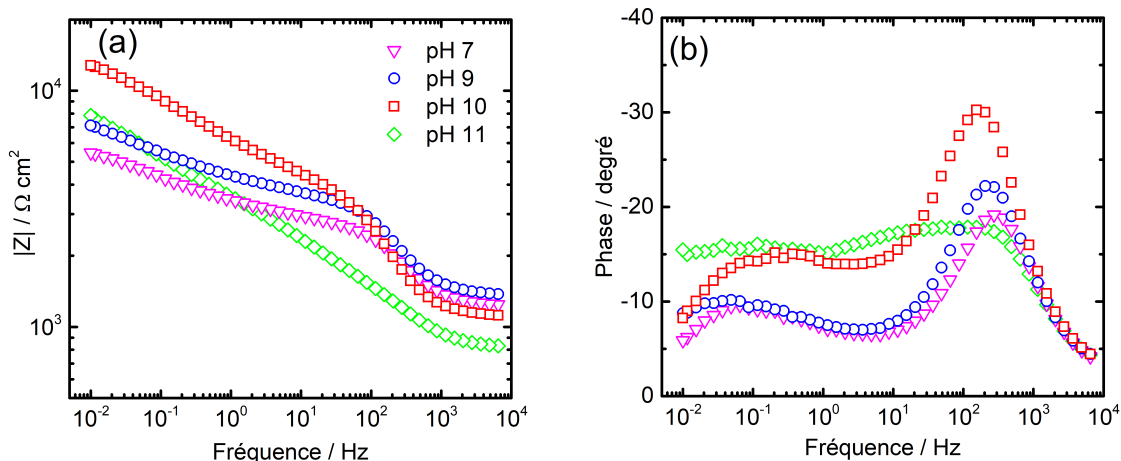 (a)
pH 7
pH 9
pH 10
pH 11
10⁴
10³
|Z| / Ω cm²
10⁻² 10⁻¹ 10⁰ 10¹ 10² 10³ 10⁴
Fréquence / Hz
(b)
-40
-30
-20
-10
0
Phase / degré
10⁻² 10⁻¹ 10⁰ 10¹ 10² 10³ 10⁴
Fréquence / Hz